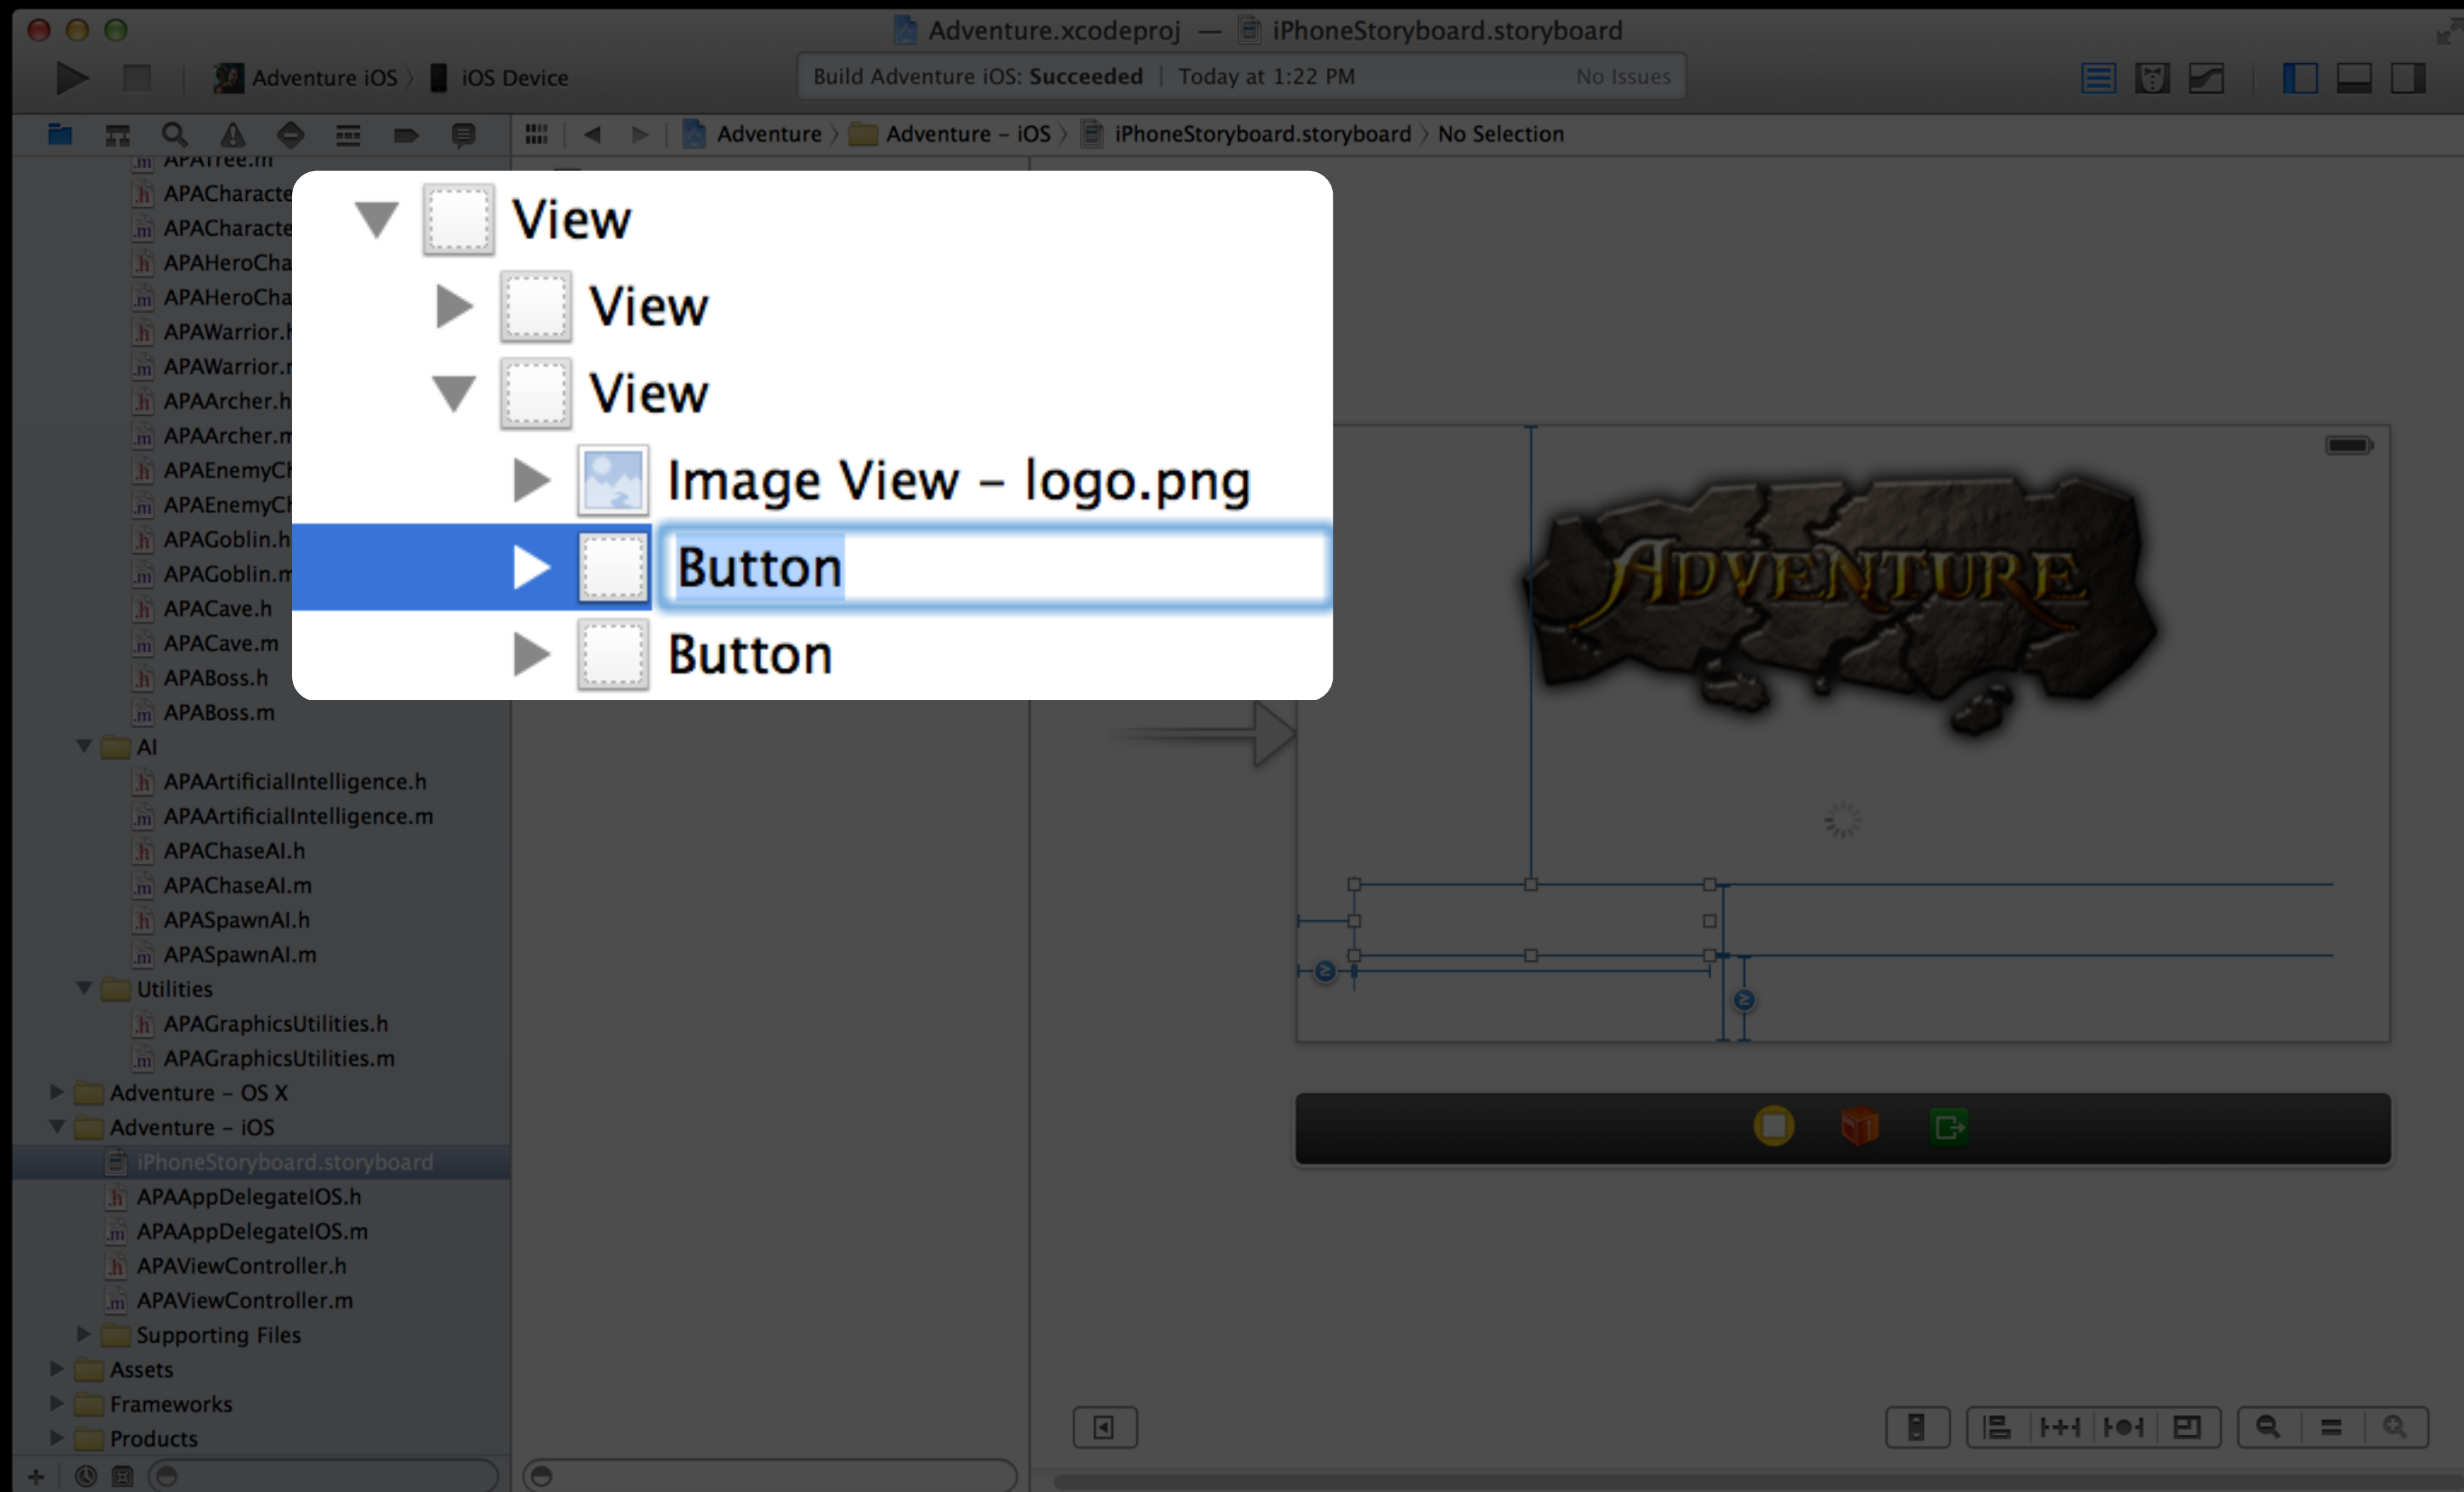 Adventure.xcodeproj — iPhoneStoryboard.storyboard
Adventure iOS iOS Device
Build Adventure iOS: Succeeded | Today at 1:22 PM No Issues
Adventure Adventure – iOS iPhoneStoryboard.storyboard No Selection
APATree.m
APACharacte
APACharacte
APAHeroCha
APAHeroCha
APAWarrior.h
APAWarrior.m
APAArcher.h
APAArcher.m
APAEnemyCh
APAEnemyCh
APAGoblin.h
APAGoblin.m
APACave.h
APACave.m
APABoss.h
APABoss.m
AI
APAArtificialIntelligence.h
APAArtificialIntelligence.m
APAChaseAI.h
APAChaseAI.m
APASpawnAI.h
APASpawnAI.m
Utilities
APAGraphicsUtilities.h
APAGraphicsUtilities.m
Adventure – OS X
Adventure – iOS
iPhoneStoryboard.storyboard
APAAppDelegateIOS.h
APAAppDelegateIOS.m
APAViewController.h
APAViewController.m
Supporting Files
Assets
Frameworks
Products
View
View
View
Image View – logo.png
Button
Button
ADVENTURE